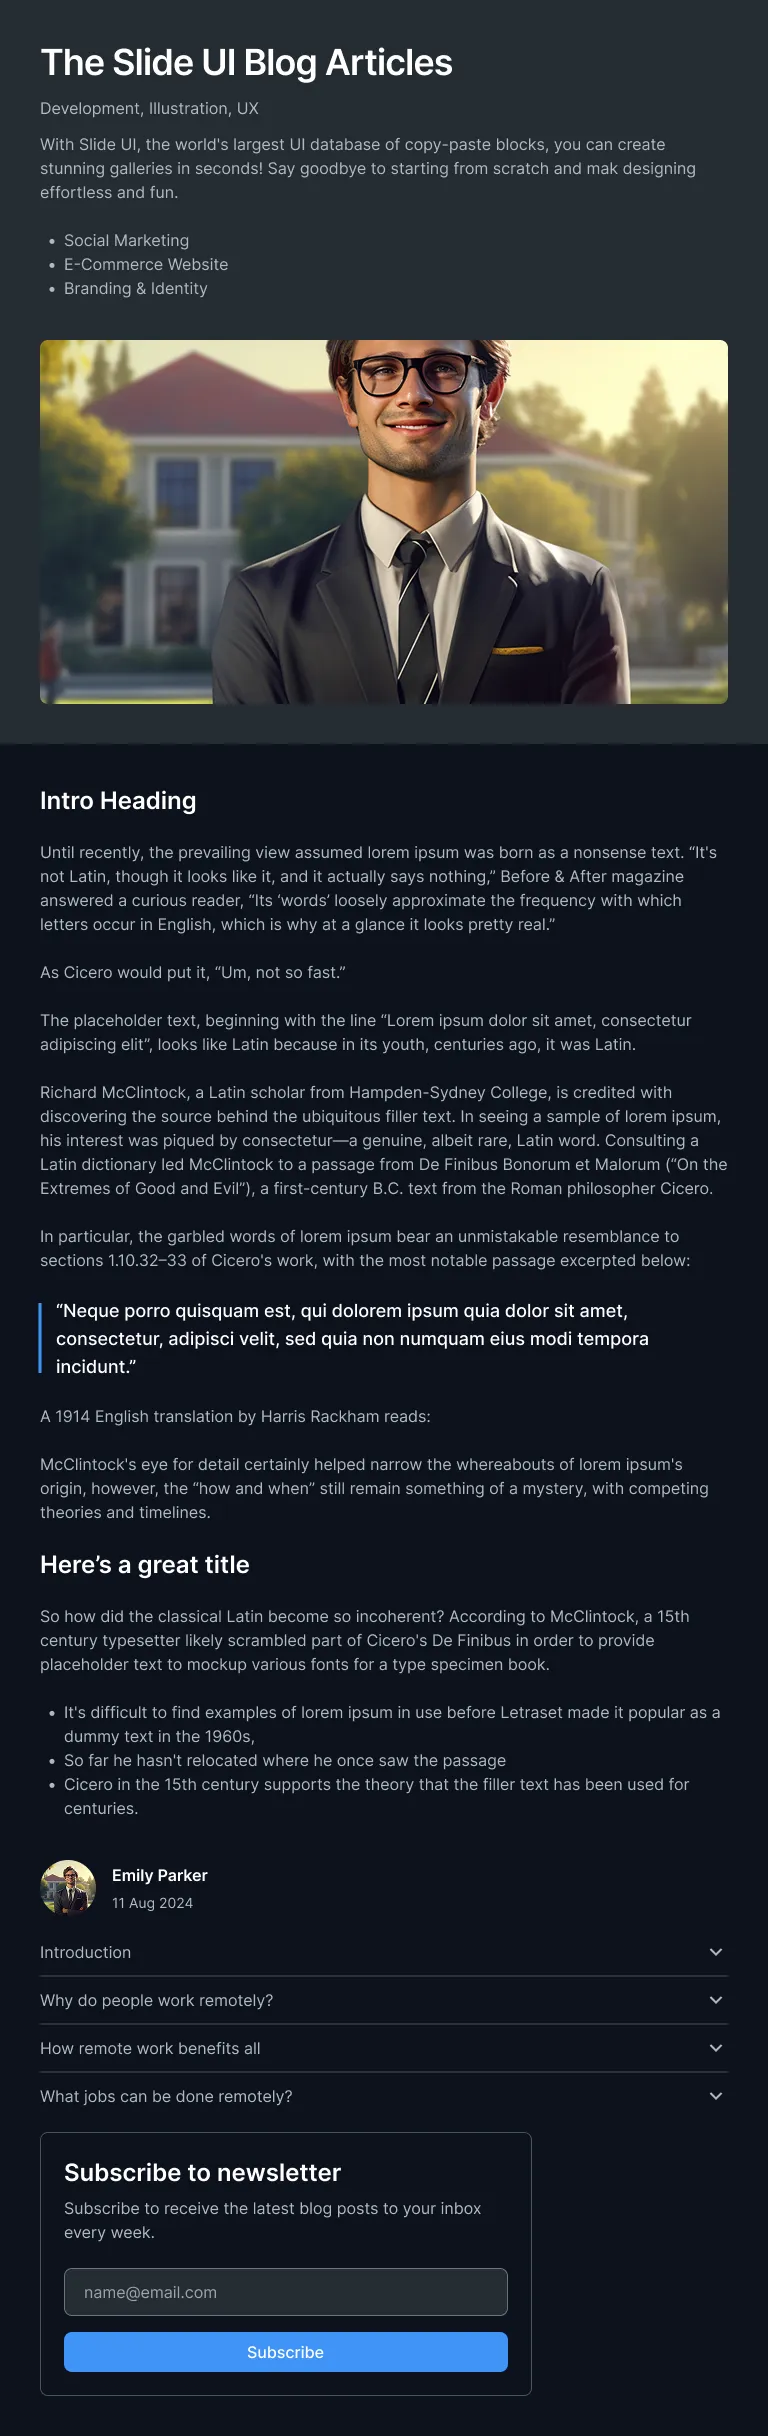 The Slide UI Blog Articles
Development, Illustration, UX
With Slide UI, the world's largest UI database of copy-paste blocks, you can create
stunning galleries in seconds! Say goodbye to starting from scratch and mak designing
effortless and fun.
• Social Marketing
• E-Commerce Website
• Branding & Identity
Intro Heading
Until recently, the prevailing view assumed lorem ipsum was born as a nonsense text. “It's
not Latin, though it looks like it, and it actually says nothing,” Before & After magazine
answered a curious reader, “Its ‘words’ loosely approximate the frequency with which
letters occur in English, which is why at a glance it looks pretty real.”
As Cicero would put it, “Um, not so fast.”
The placeholder text, beginning with the line “Lorem ipsum dolor sit amet, consectetur
adipiscing elit”, looks like Latin because in its youth, centuries ago, it was Latin.
Richard McClintock, a Latin scholar from Hampden-Sydney College, is credited with
discovering the source behind the ubiquitous filler text. In seeing a sample of lorem ipsum,
his interest was piqued by consectetur—a genuine, albeit rare, Latin word. Consulting a
Latin dictionary led McClintock to a passage from De Finibus Bonorum et Malorum (“On the
Extremes of Good and Evil”), a first-century B.C. text from the Roman philosopher Cicero.
In particular, the garbled words of lorem ipsum bear an unmistakable resemblance to
sections 1.10.32–33 of Cicero's work, with the most notable passage excerpted below:
“Neque porro quisquam est, qui dolorem ipsum quia dolor sit amet,
consectetur, adipisci velit, sed quia non numquam eius modi tempora
incidunt.”
A 1914 English translation by Harris Rackham reads:
McClintock's eye for detail certainly helped narrow the whereabouts of lorem ipsum's
origin, however, the “how and when” still remain something of a mystery, with competing
theories and timelines.
Here’s a great title
So how did the classical Latin become so incoherent? According to McClintock, a 15th
century typesetter likely scrambled part of Cicero's De Finibus in order to provide
placeholder text to mockup various fonts for a type specimen book.
• It's difficult to find examples of lorem ipsum in use before Letraset made it popular as a
dummy text in the 1960s,
• So far he hasn't relocated where he once saw the passage
• Cicero in the 15th century supports the theory that the filler text has been used for
centuries.
Emily Parker
11 Aug 2024
Introduction
Why do people work remotely?
How remote work benefits all
What jobs can be done remotely?
Subscribe to newsletter
Subscribe to receive the latest blog posts to your inbox
every week.
name@email.com
Subscribe